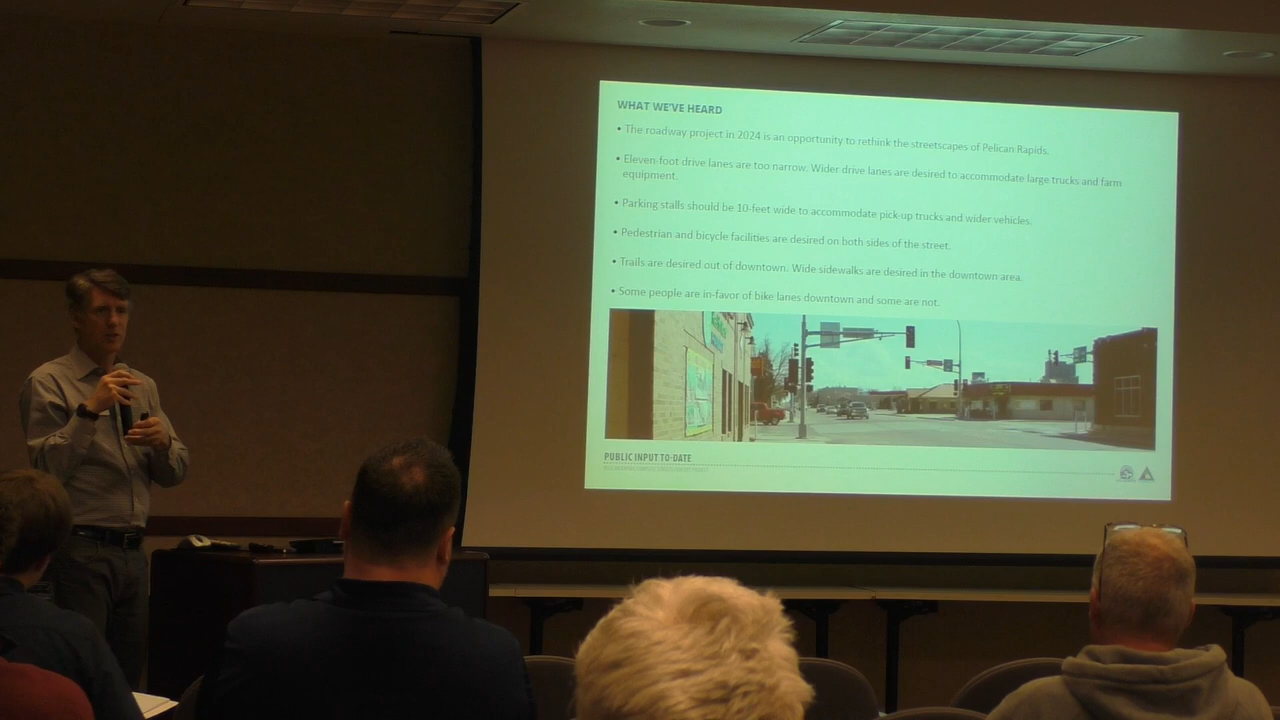 WHAT WE'VE HEARD
• The roadway project in 2024 is an opportunity to rethink the streetscapes of Pelican Rapids.
• Eleven-foot drive lanes are too narrow. Wider drive lanes are desired to accommodate large trucks and farm
equipment.
• Parking stalls should be 10-feet wide to accommodate pick-up trucks and wider vehicles.
• Pedestrian and bicycle facilities are desired on both sides of the street.
• Trails are desired out of downtown. Wide sidewalks are desired in the downtown area.
• Some people are in-favor of bike lanes downtown and some are not.
PUBLIC INPUT TO-DATE